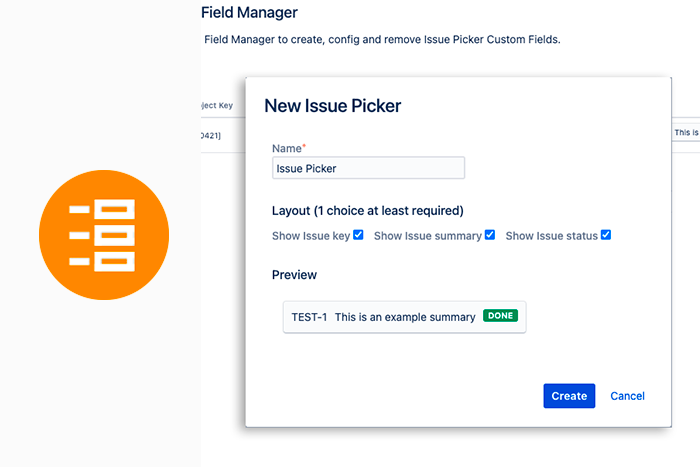 Field Manager
Field Manager to create, config and remove Issue Picker Custom Fields.
oject Key
0421]
This is
New Issue Picker
Name*
Issue Picker
Layout (1 choice at least required)
Show Issue key Show Issue summary Show Issue status
Preview
TEST-1 This is an example summary DONE
Create Cancel